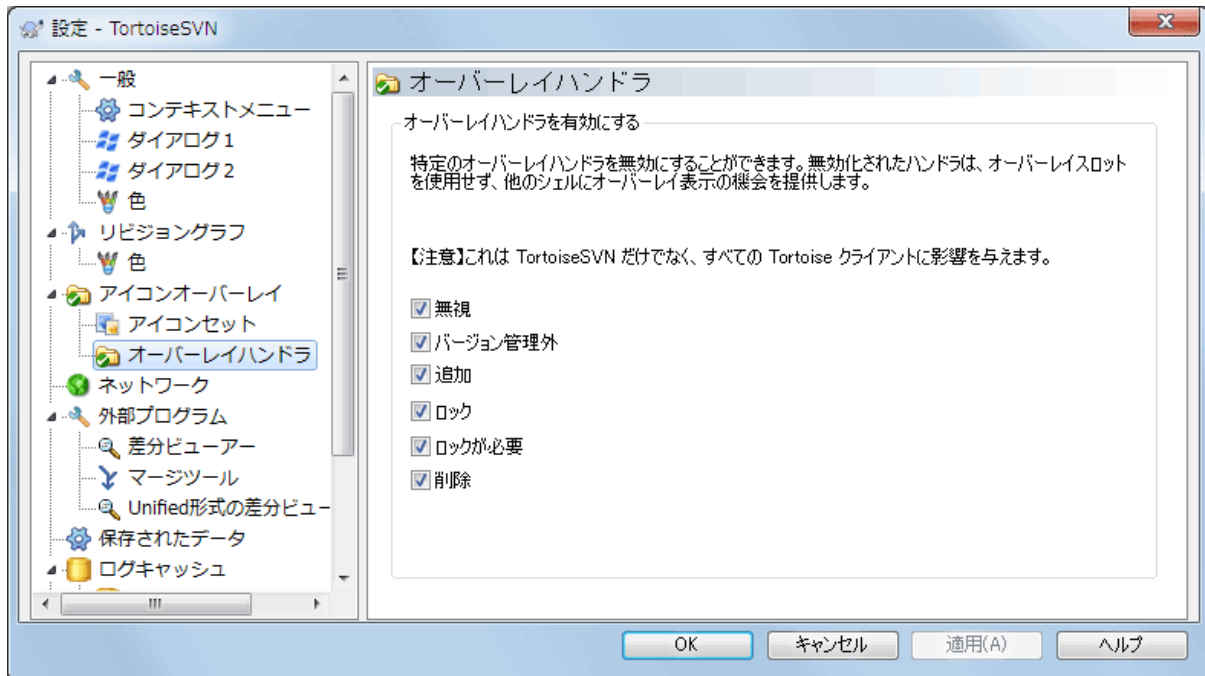 設定 - TortoiseSVN
一般
コンテキストメニュー
ダイアログ1
ダイアログ2
色
リビジョングラフ
色
アイコンオーバーレイ
アイコンセット
オーバーレイハンドラ
ネットワーク
外部プログラム
差分ビューアー
マージツール
Unified形式の差分ビュー
保存されたデータ
ログキャッシュ
オーバーレイハンドラ
オーバーレイハンドラを有効にする
特定のオーバーレイハンドラを無効にすることができます。無効化されたハンドラは、オーバーレイスロット
を使用せず、他のシェルにオーバーレイ表示の機会を提供します。
【注意】これは TortoiseSVN だけでなく、すべての Tortoise クライアントに影響を与えます。
無視
バージョン管理外
追加
ロック
ロックが必要
削除
OK
キャンセル
適用(A)
ヘルプ